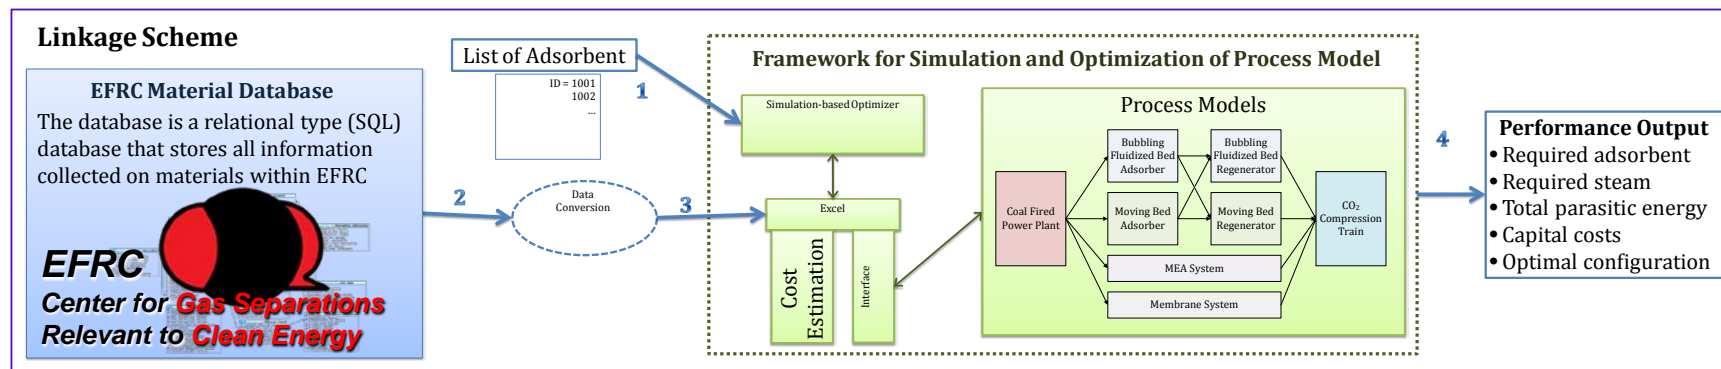 Linkage Scheme
EFRC Material Database
The database is a relational type (SQL)
database that stores all information
collected on materials within EFRC
EFRC
Center for Gas Separations
Relevant to Clean Energy
List of Adsorbent
ID = 1001
1002
...
1
2
Data
Conversion
3
Framework for Simulation and Optimization of Process Model
Simulation-based Optimizer
Excel
Cost
Estimation
Interface
Process Models
Coal Fired
Power Plant
Bubbling
Fluidized Bed
Adsorber
Bubbling
Fluidized Bed
Regenerator
Moving Bed
Adsorber
Moving Bed
Regenerator
MEA System
Membrane System
CO₂
Compression
Train
4
Performance Output
• Required adsorbent
• Required steam
• Total parasitic energy
• Capital costs
• Optimal configuration